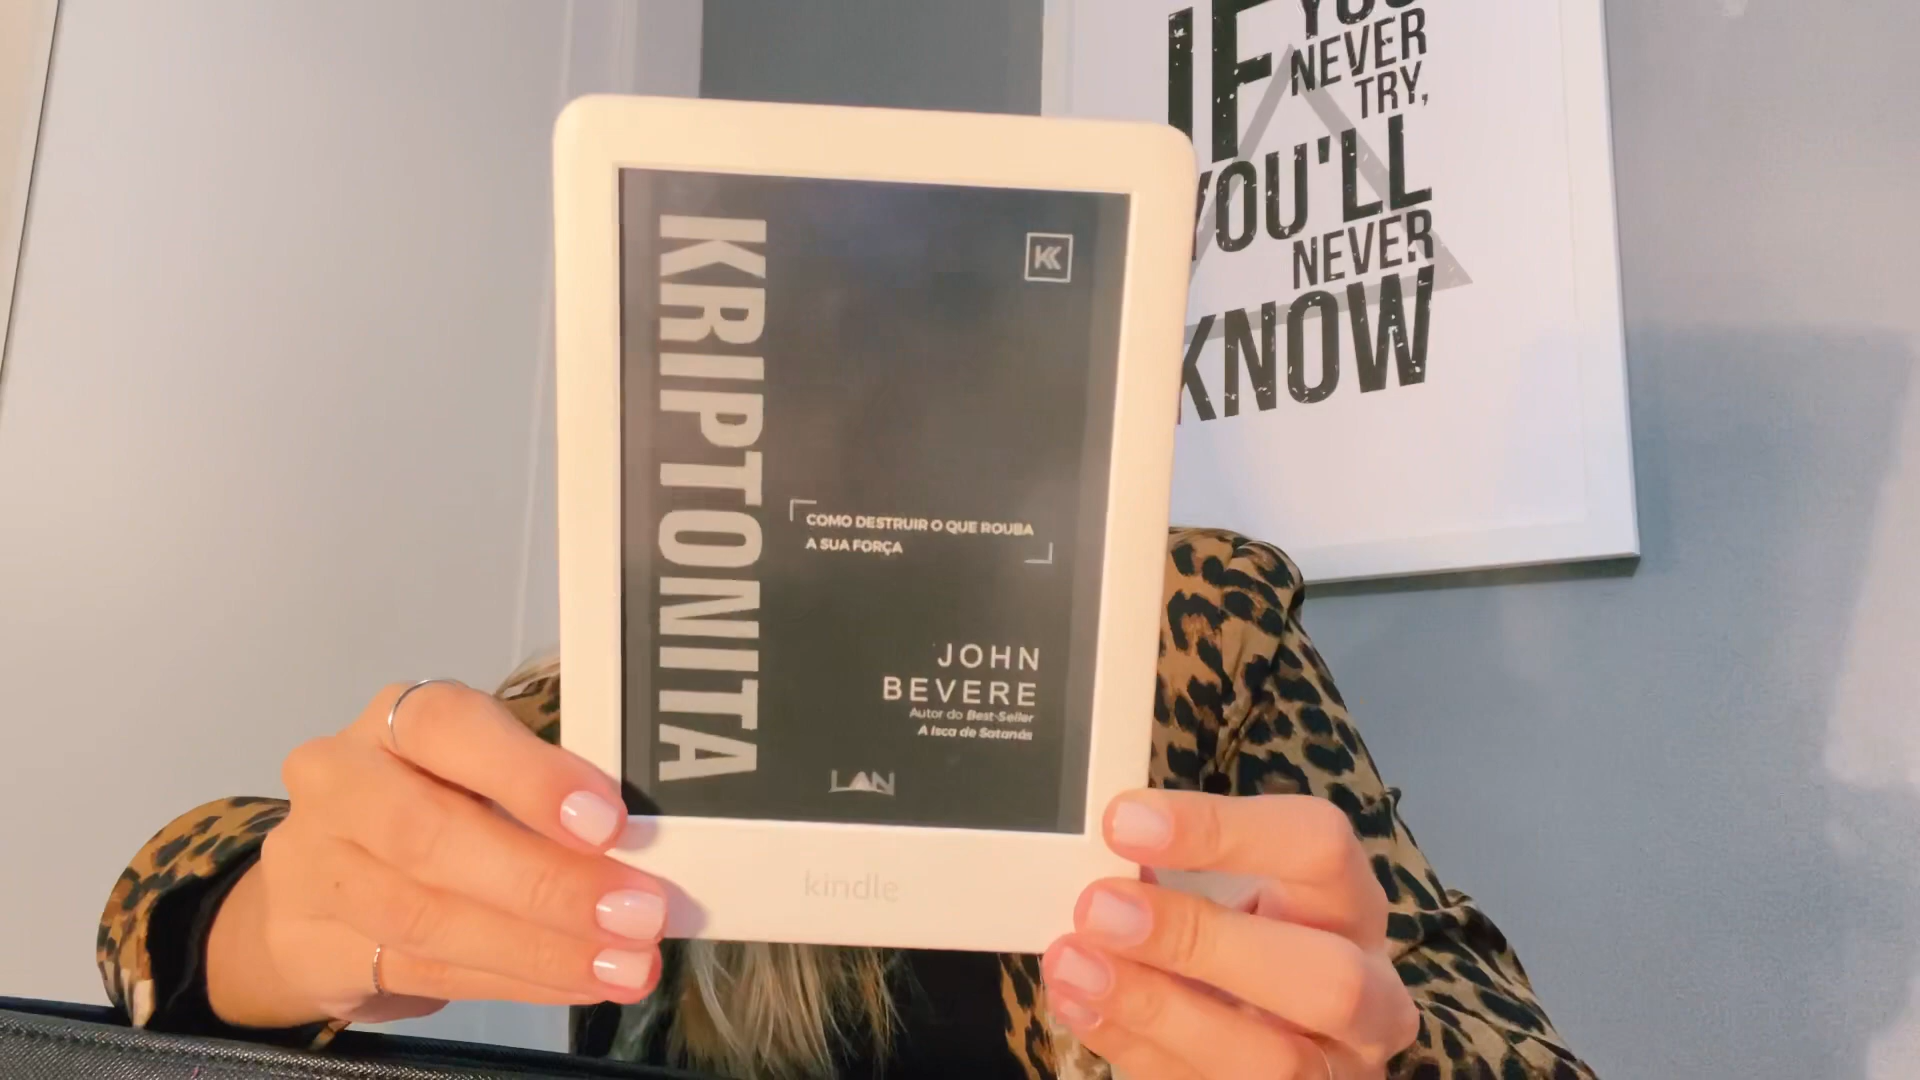 KRIPTONITA
K
COMO DESTRUIR O QUE ROUBA
A SUA FORÇA
JOHN
BEVERE
Autor do Best-Seller
A Isca de Satanás
LAN
kindle
IF YOU
NEVER
TRY,
YOU'LL
NEVER
KNOW